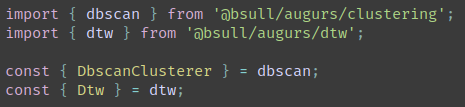 import { dbscan } from '@bsull/augurs/clustering';
import { dtw } from '@bsull/augurs/dtw';

const { DbscanClusterer } = dbscan;
const { Dtw } = dtw;